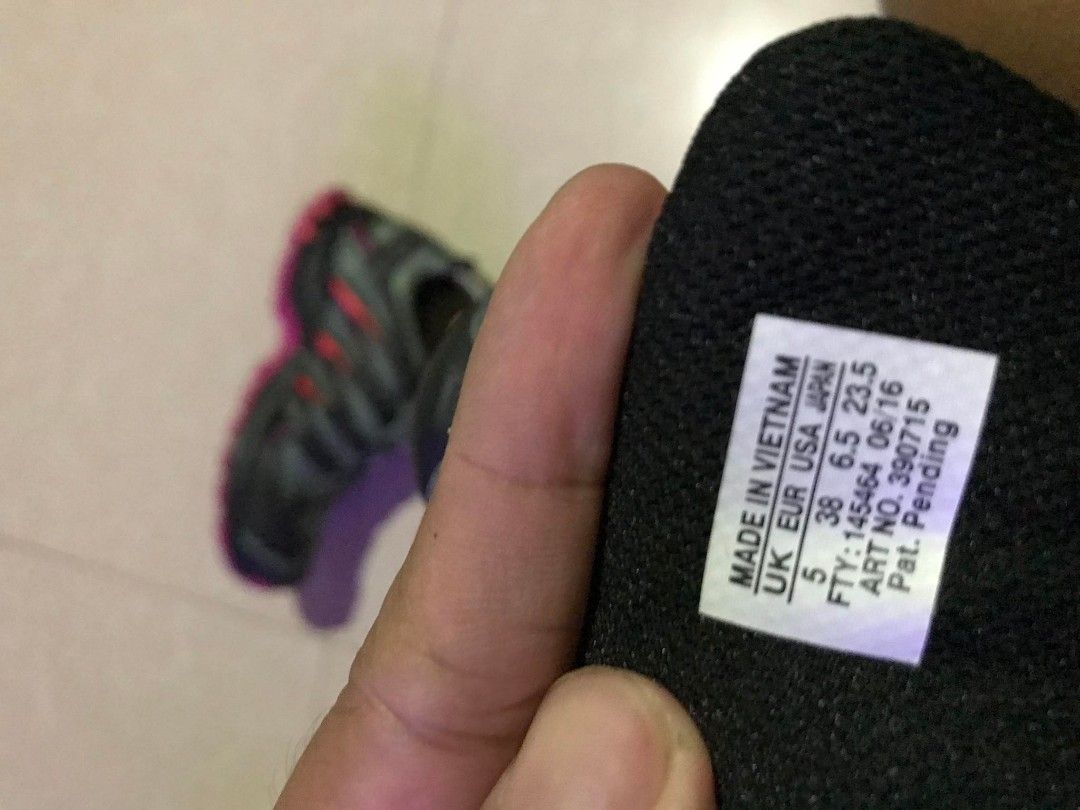 MADE IN VIETNAM
UK EUR USA JAPAN
5 38 6.5 23.5
FTY: 145464 06/16
ART NO. 390715
Pat. Pending